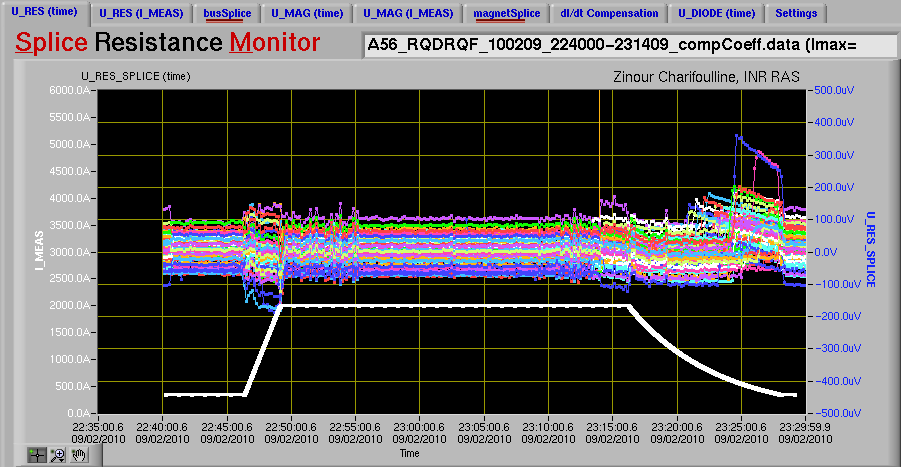 U_RES (time) U_RES (I_MEAS) busSplice U_MAG (time) U_MAG (I_MEAS) magnetSplice dI/dt Compensation U_DIODE (time) Settings
Splice Resistance Monitor A56_RQDRQF_100209_224000-231409_compCoeff.data (Imax=
U_RES_SPLICE (time) Zinour Charifoulline, INR RAS
6000.0A 500.0uV
5500.0A 400.0uV
5000.0A 300.0uV
4500.0A 200.0uV
4000.0A 100.0uV
3500.0A -0.0uV
3000.0A -100.0uV
2500.0A -200.0uV
2000.0A -300.0uV
1500.0A -400.0uV
1000.0A -500.0uV
500.0A
0.0A
I_MEAS
U_RES_SPLICE
22:35:00.6 22:40:00.6 22:45:00.6 22:50:00.6 22:55:00.6 23:00:00.6 23:05:00.6 23:10:00.6 23:15:00.6 23:20:00.6 23:25:00.6 23:29:59.9
09/02/2010 09/02/2010 09/02/2010 09/02/2010 09/02/2010 09/02/2010 09/02/2010 09/02/2010 09/02/2010 09/02/2010 09/02/2010 09/02/2010
Time